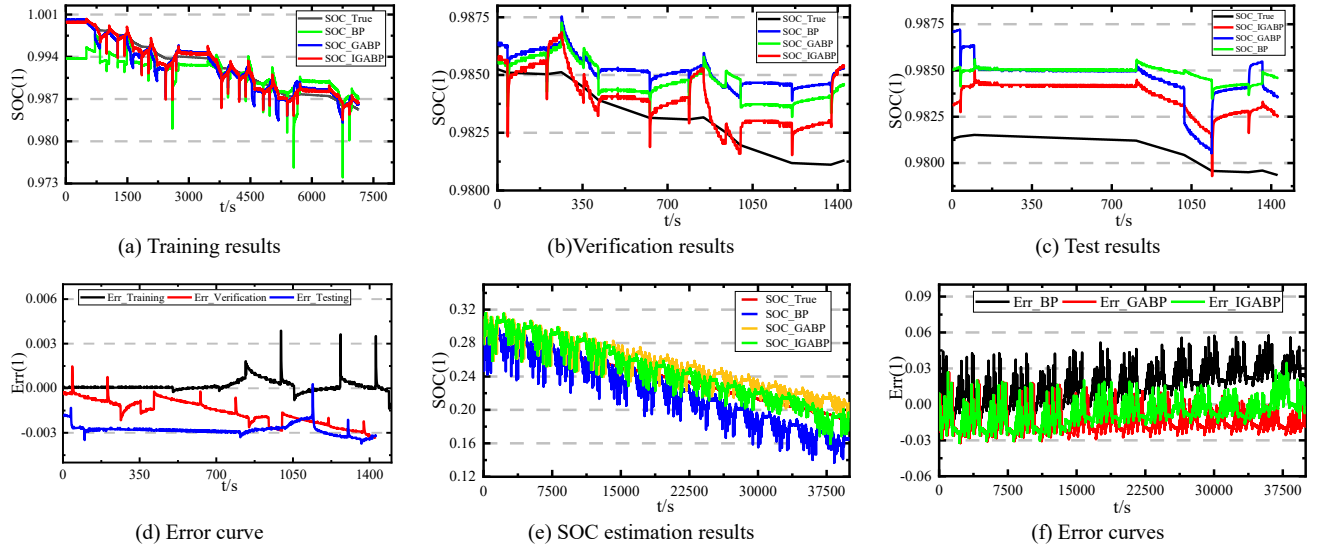 1.001
0.994
0.987
0.980
0.973
SOC(1)
SOC_True
SOC_BP
SOC_GABP
SOC_IGABP
0 1500 3000 4500 6000 7500
t/s
(a) Training results
0.9875
0.9850
0.9825
0.9800
SOC(1)
SOC_True
SOC_BP
SOC_GABP
SOC_IGABP
0 350 700 1050 1400
t/s
(b)Verification results
0.9875
0.9850
0.9825
0.9800
SOC(1)
SOC_True
SOC_IGABP
SOC_GABP
SOC_BP
0 350 700 1050 1400
t/s
(c) Test results
0.006
0.003
0.000
-0.003
Err(1)
Err_Training Err_Verification Err_Testing
0 350 700 1050 1400
t/s
(d) Error curve
0.32
0.28
0.24
0.20
0.16
0.12
SOC(1)
SOC_True
SOC_BP
SOC_GABP
SOC_IGABP
0 7500 15000 22500 30000 37500
t/s
(e) SOC estimation results
0.09
0.06
0.03
0.00
-0.03
-0.06
Err(1)
Err_BP Err_GABP Err_IGABP
0 7500 15000 22500 30000 37500
t/s
(f) Error curves